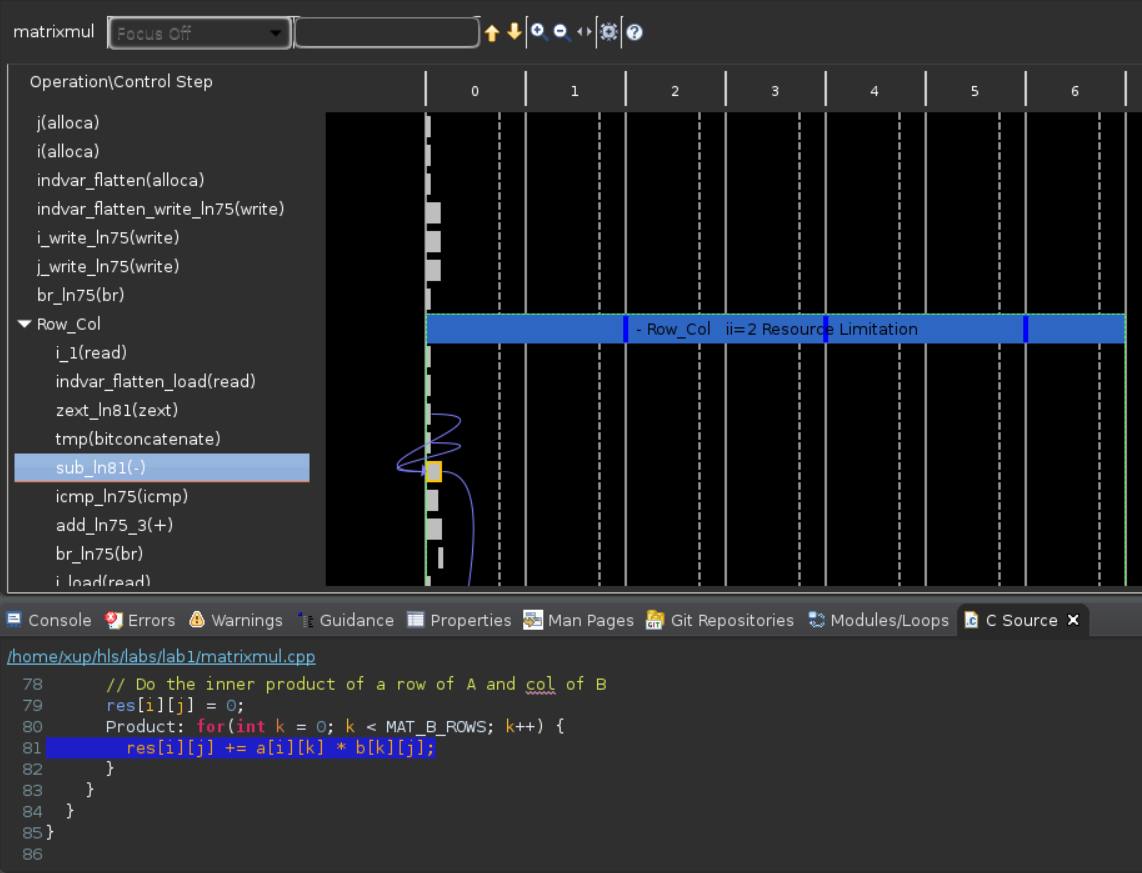 matrixmul Focus Off
Operation\Control Step 0 1 2 3 4 5 6
j(alloca)
i(alloca)
indvar_flatten(alloca)
indvar_flatten_write_ln75(write)
i_write_ln75(write)
j_write_ln75(write)
br_ln75(br)
Row_Col - Row_Col ii=2 Resource Limitation
i_1(read)
indvar_flatten_load(read)
zext_ln81(zext)
tmp(bitconcatenate)
sub_ln81(-)
icmp_ln75(icmp)
add_ln75_3(+)
br_ln75(br)
j_load(read)
Console Errors Warnings Guidance Properties Man Pages Git Repositories Modules/Loops C Source
/home/xup/hls/labs/lab1/matrixmul.cpp
78 // Do the inner product of a row of A and col of B
79 res[i][j] = 0;
80 Product: for(int k = 0; k < MAT_B_ROWS; k++) {
81 res[i][j] += a[i][k] * b[k][j];
82 }
83 }
84 }
85 }
86